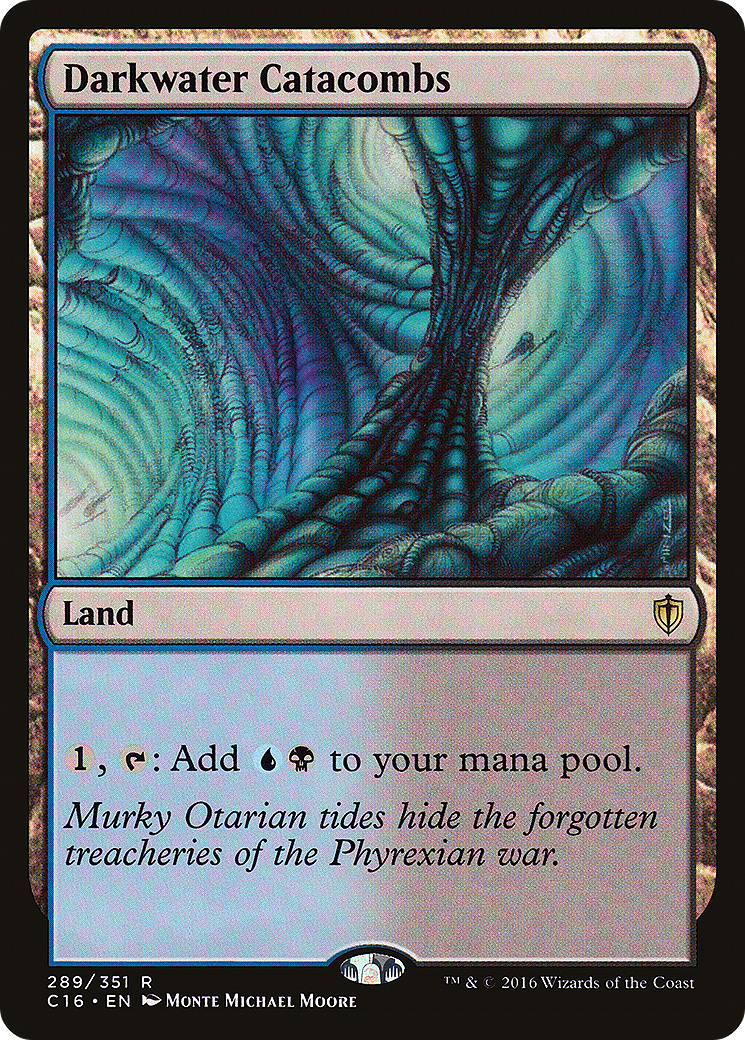 Darkwater Catacombs
Land
1, : Add to your mana pool.
Murky Otarian tides hide the forgotten
treacheries of the Phyrexian war.
289/351 R
C16 • EN MONTE MICHAEL MOORE
™ & © 2016 Wizards of the Coast